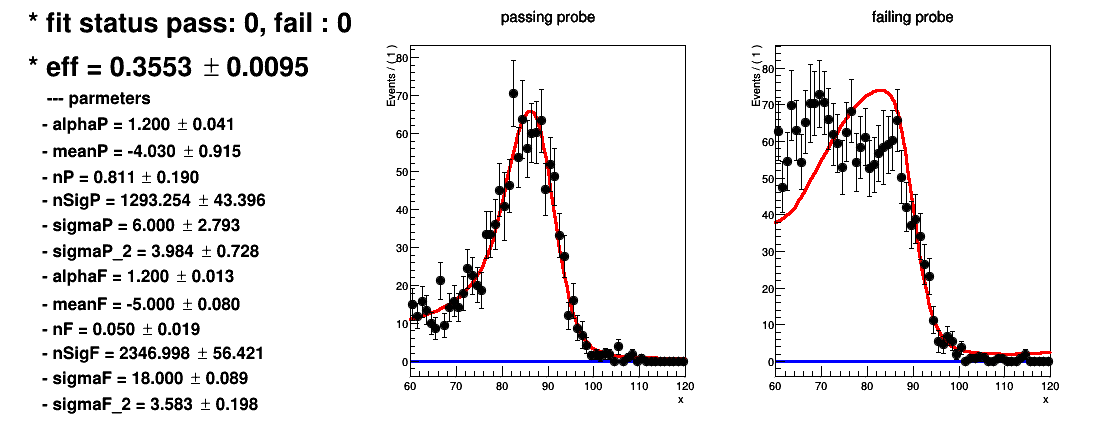 * fit status pass: 0, fail : 0
* eff = 0.3553 ± 0.0095
--- parmeters
- alphaP = 1.200 ± 0.041
- meanP = -4.030 ± 0.915
- nP = 0.811 ± 0.190
- nSigP = 1293.254 ± 43.396
- sigmaP = 6.000 ± 2.793
- sigmaP_2 = 3.984 ± 0.728
- alphaF = 1.200 ± 0.013
- meanF = -5.000 ± 0.080
- nF = 0.050 ± 0.019
- nSigF = 2346.998 ± 56.421
- sigmaF = 18.000 ± 0.089
- sigmaF_2 = 3.583 ± 0.198
passing probe
Events / ( 1 )
80
70
60
50
40
30
20
10
0
60 70 80 90 100 110 120
x
failing probe
Events / ( 1 )
80
70
60
50
40
30
20
10
0
60 70 80 90 100 110 120
x